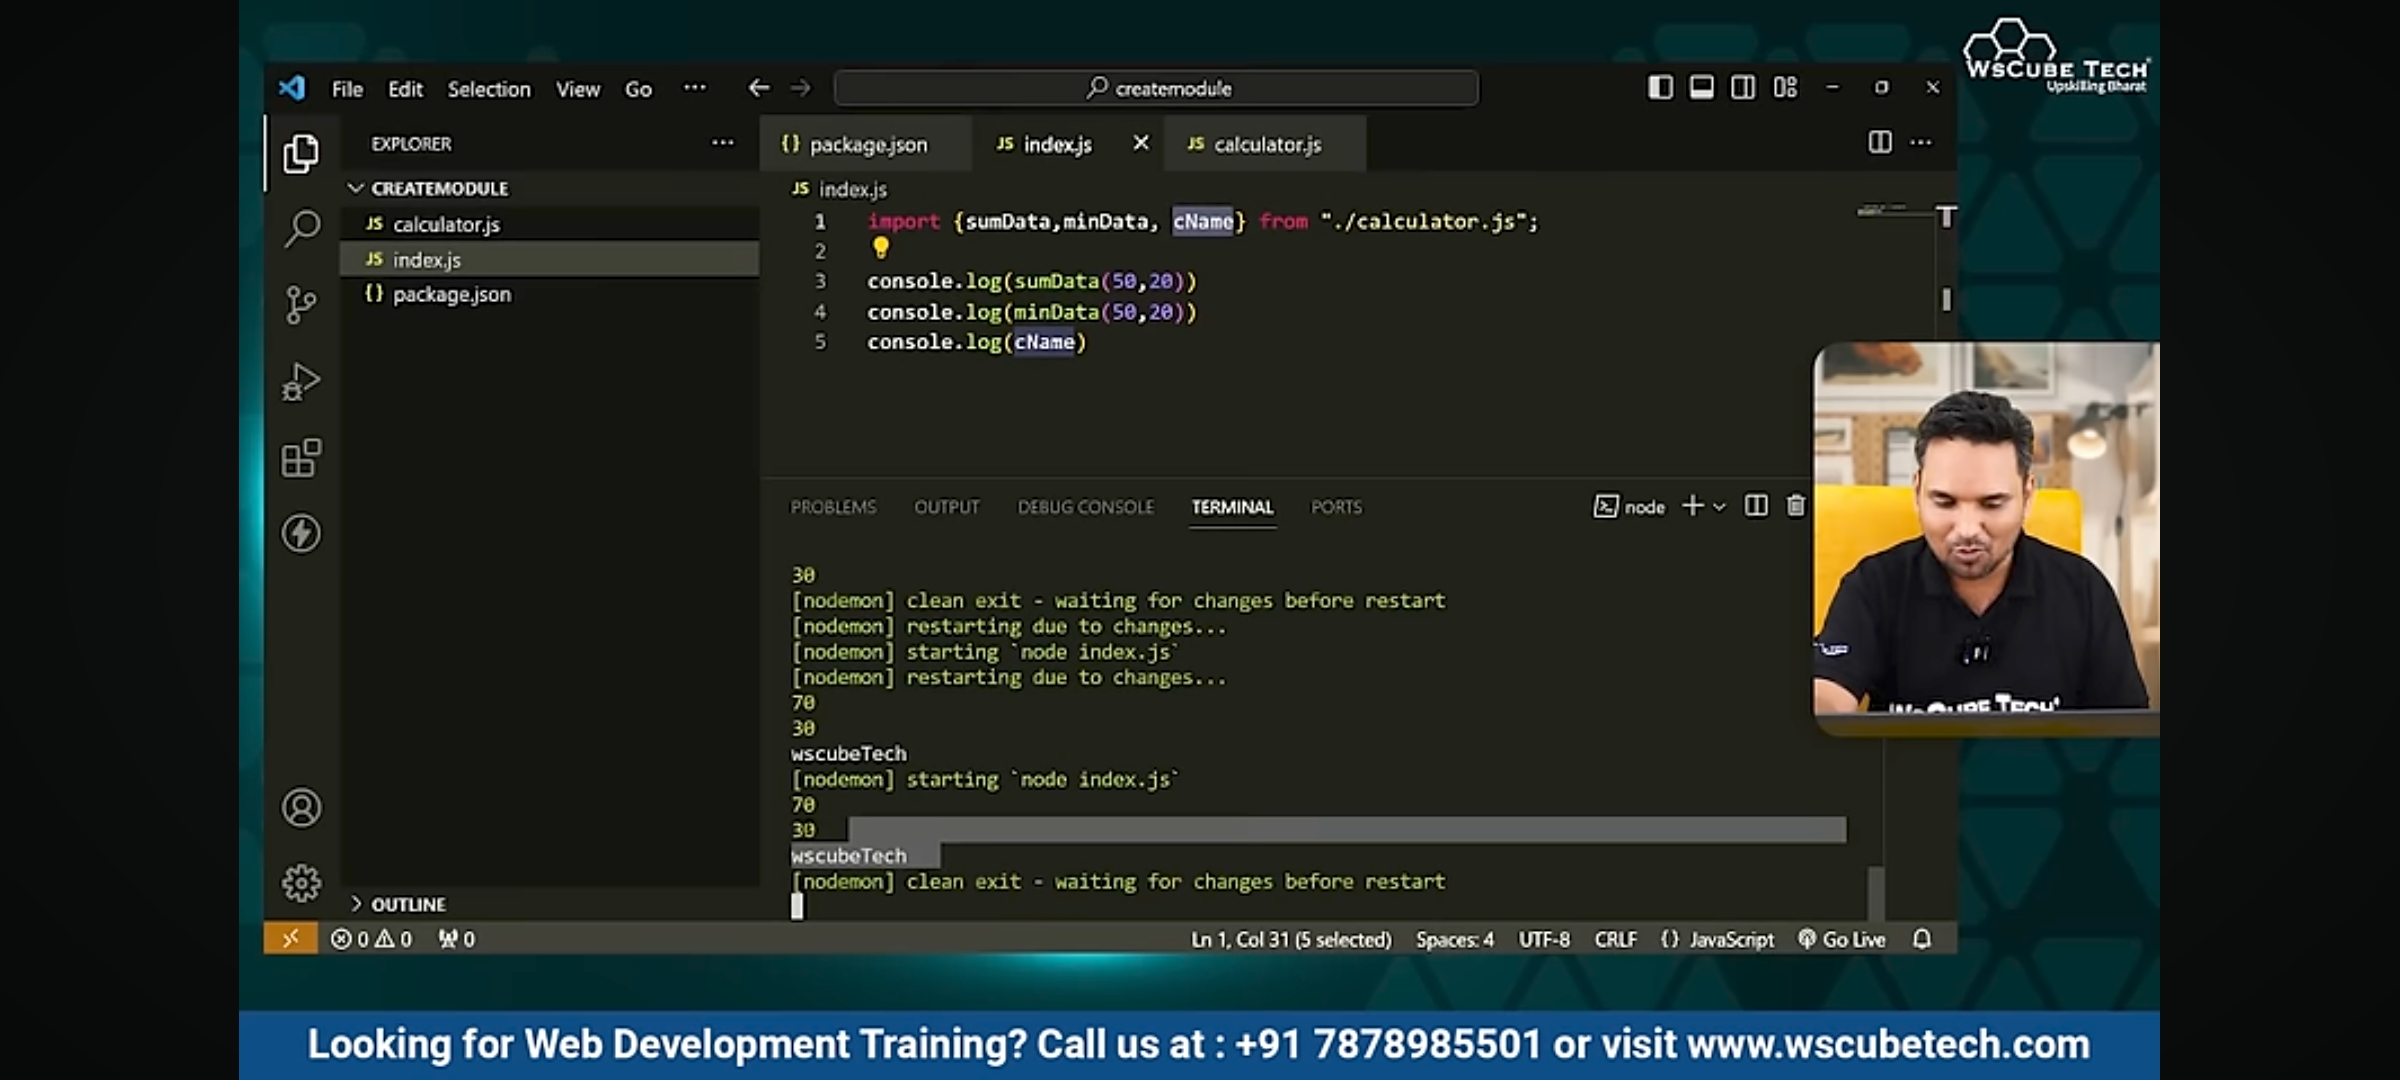 WSCUBE TECH
Upskilling Bharat
File Edit Selection View Go ··· createmodule
EXPLORER ···
{} package.json JS index.js × JS calculator.js
CREATEMODULE
JS calculator.js
JS index.js
{} package.json
JS index.js
1 import {sumData,minData, cName} from "./calculator.js";
2
3 console.log(sumData(50,20))
4 console.log(minData(50,20))
5 console.log(cName)
PROBLEMS OUTPUT DEBUG CONSOLE TERMINAL PORTS node
30
[nodemon] clean exit - waiting for changes before restart
[nodemon] restarting due to changes...
[nodemon] starting `node index.js`
[nodemon] restarting due to changes...
70
30
wscubeTech
[nodemon] starting `node index.js`
70
30
wscubeTech
[nodemon] clean exit - waiting for changes before restart
WSCUBE TECH
OUTLINE
0 0 0 Ln 1, Col 31 (5 selected) Spaces: 4 UTF-8 CRLF {} JavaScript Go Live
Looking for Web Development Training? Call us at : +91 7878985501 or visit www.wscubetech.com